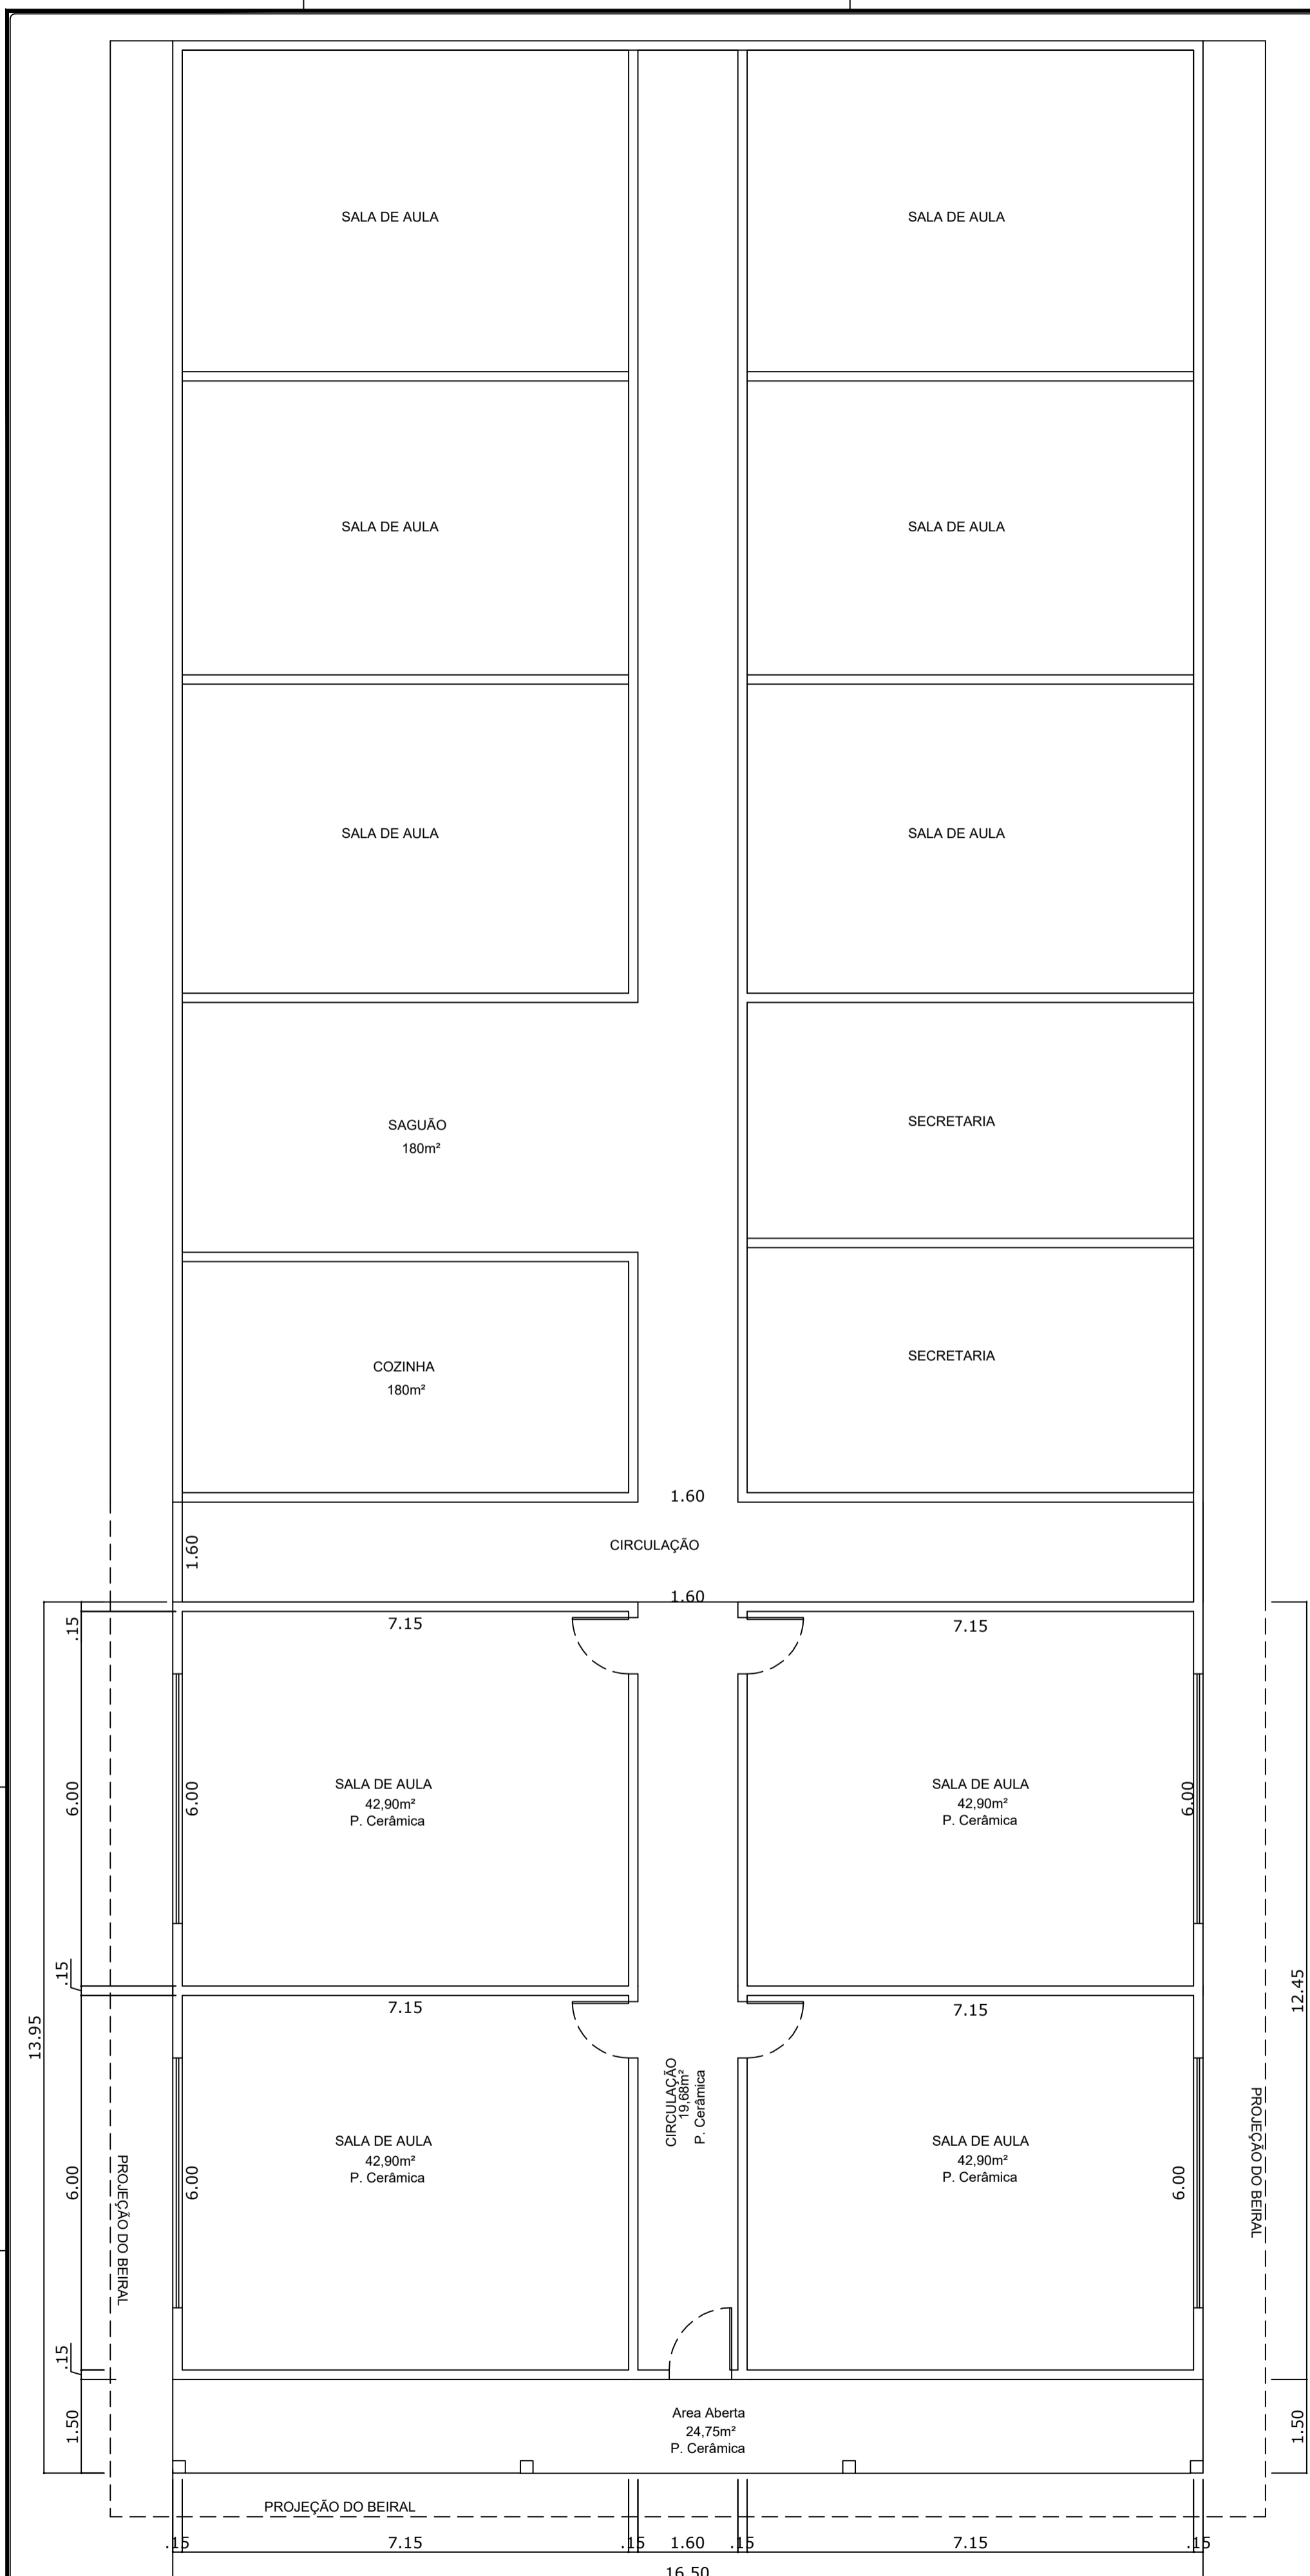 SALA DE AULA
SALA DE AULA
SALA DE AULA
SALA DE AULA
SALA DE AULA
SALA DE AULA
SAGUÃO
180m²
SECRETARIA
COZINHA
180m²
SECRETARIA
1.60
1.60
CIRCULAÇÃO
1.60
.15
7.15
7.15
6.00
6.00
SALA DE AULA
42,90m²
P. Cerâmica
SALA DE AULA
42,90m²
P. Cerâmica
6.00
.15
7.15
7.15
13.95
12.45
CIRCULAÇÃO
19,68m²
P. Cerâmica
6.00
6.00
SALA DE AULA
42,90m²
P. Cerâmica
SALA DE AULA
42,90m²
P. Cerâmica
6.00
PROJEÇÃO DO BEIRAL
PROJEÇÃO DO BEIRAL
.15
1.50
Area Aberta
24,75m²
P. Cerâmica
1.50
PROJEÇÃO DO BEIRAL
.15
7.15
.15
1.60
.15
7.15
.15
16.50